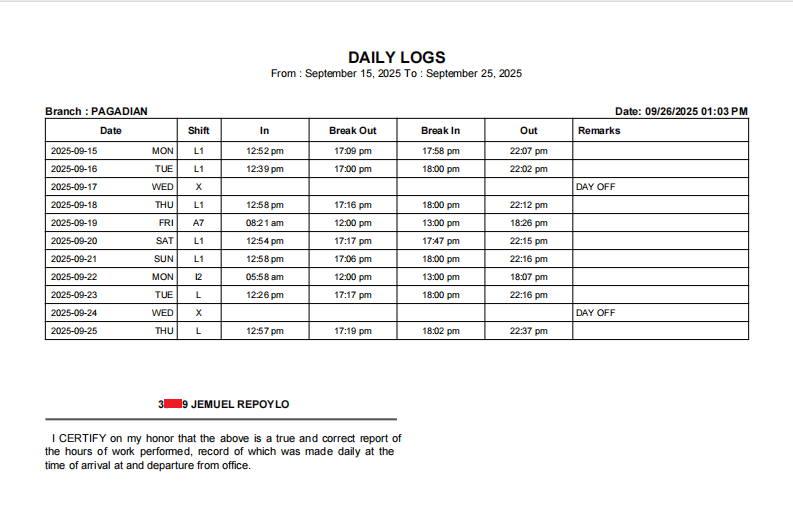 DAILY LOGS
From : September 15, 2025 To : September 25, 2025
Branch : PAGADIAN Date: 09/26/2025 01:03 PM
Date Shift In Break Out Break In Out Remarks
2025-09-15 MON L1 12:52 pm 17:09 pm 17:58 pm 22:07 pm
2025-09-16 TUE L1 12:39 pm 17:00 pm 18:00 pm 22:02 pm
2025-09-17 WED X DAY OFF
2025-09-18 THU L1 12:58 pm 17:16 pm 18:00 pm 22:12 pm
2025-09-19 FRI A7 08:21 am 12:00 pm 13:00 pm 18:26 pm
2025-09-20 SAT L1 12:54 pm 17:17 pm 17:47 pm 22:15 pm
2025-09-21 SUN L1 12:58 pm 17:06 pm 18:00 pm 22:16 pm
2025-09-22 MON I2 05:58 am 12:00 pm 13:00 pm 18:07 pm
2025-09-23 TUE L 12:26 pm 17:17 pm 18:00 pm 22:16 pm
2025-09-24 WED X DAY OFF
2025-09-25 THU L 12:57 pm 17:19 pm 18:02 pm 22:37 pm
3 9 JEMUEL REPOYLO
I CERTIFY on my honor that the above is a true and correct report of
the hours of work performed, record of which was made daily at the
time of arrival at and departure from office.